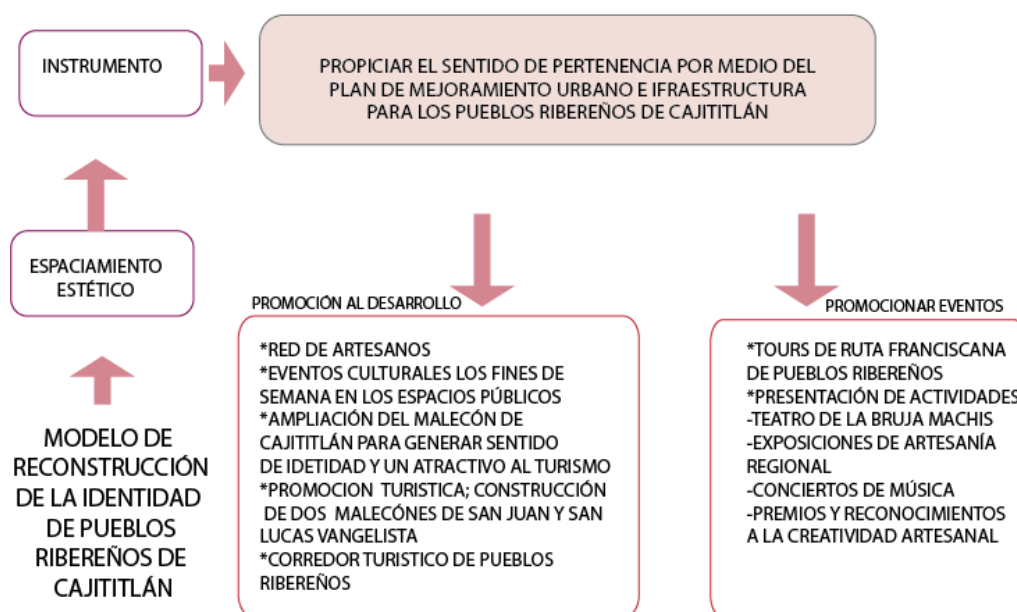 INSTRUMENTO
PROPICIAR EL SENTIDO DE PERTENENCIA POR MEDIO DEL
PLAN DE MEJORAMIENTO URBANO E IFRAESTRUCTURA
PARA LOS PUEBLOS RIBEREÑOS DE CAJITITLÁN
ESPACIAMIENTO
ESTÉTICO
MODELO DE
RECONSTRUCCIÓN
DE LA IDENTIDAD
DE PUEBLOS
RIBEREÑOS DE
CAJITITLÁN
PROMOCIÓN AL DESARROLLO
*RED DE ARTESANOS
*EVENTOS CULTURALES LOS FINES DE
SEMANA EN LOS ESPACIOS PÚBLICOS
*AMPLIACIÓN DEL MALECÓN DE
CAJITITLÁN PARA GENERAR SENTIDO
DE IDETIDAD Y UN ATRACTIVO AL TURISMO
*PROMOCION TURISTICA; CONSTRUCCIÓN
DE DOS MALECÓNES DE SAN JUAN Y SAN
LUCAS VANGELISTA
*CORREDOR TURISTICO DE PUEBLOS
RIBEREÑOS
PROMOCIONAR EVENTOS
*TOURS DE RUTA FRANCISCANA
DE PUEBLOS RIBEREÑOS
*PRESENTACIÓN DE ACTIVIDADES
-TEATRO DE LA BRUJA MACHIS
-EXPOSICIONES DE ARTESANÍA
REGIONAL
-CONCIERTOS DE MÚSICA
-PREMIOS Y RECONOCIMIENTOS
A LA CREATIVIDAD ARTESANAL